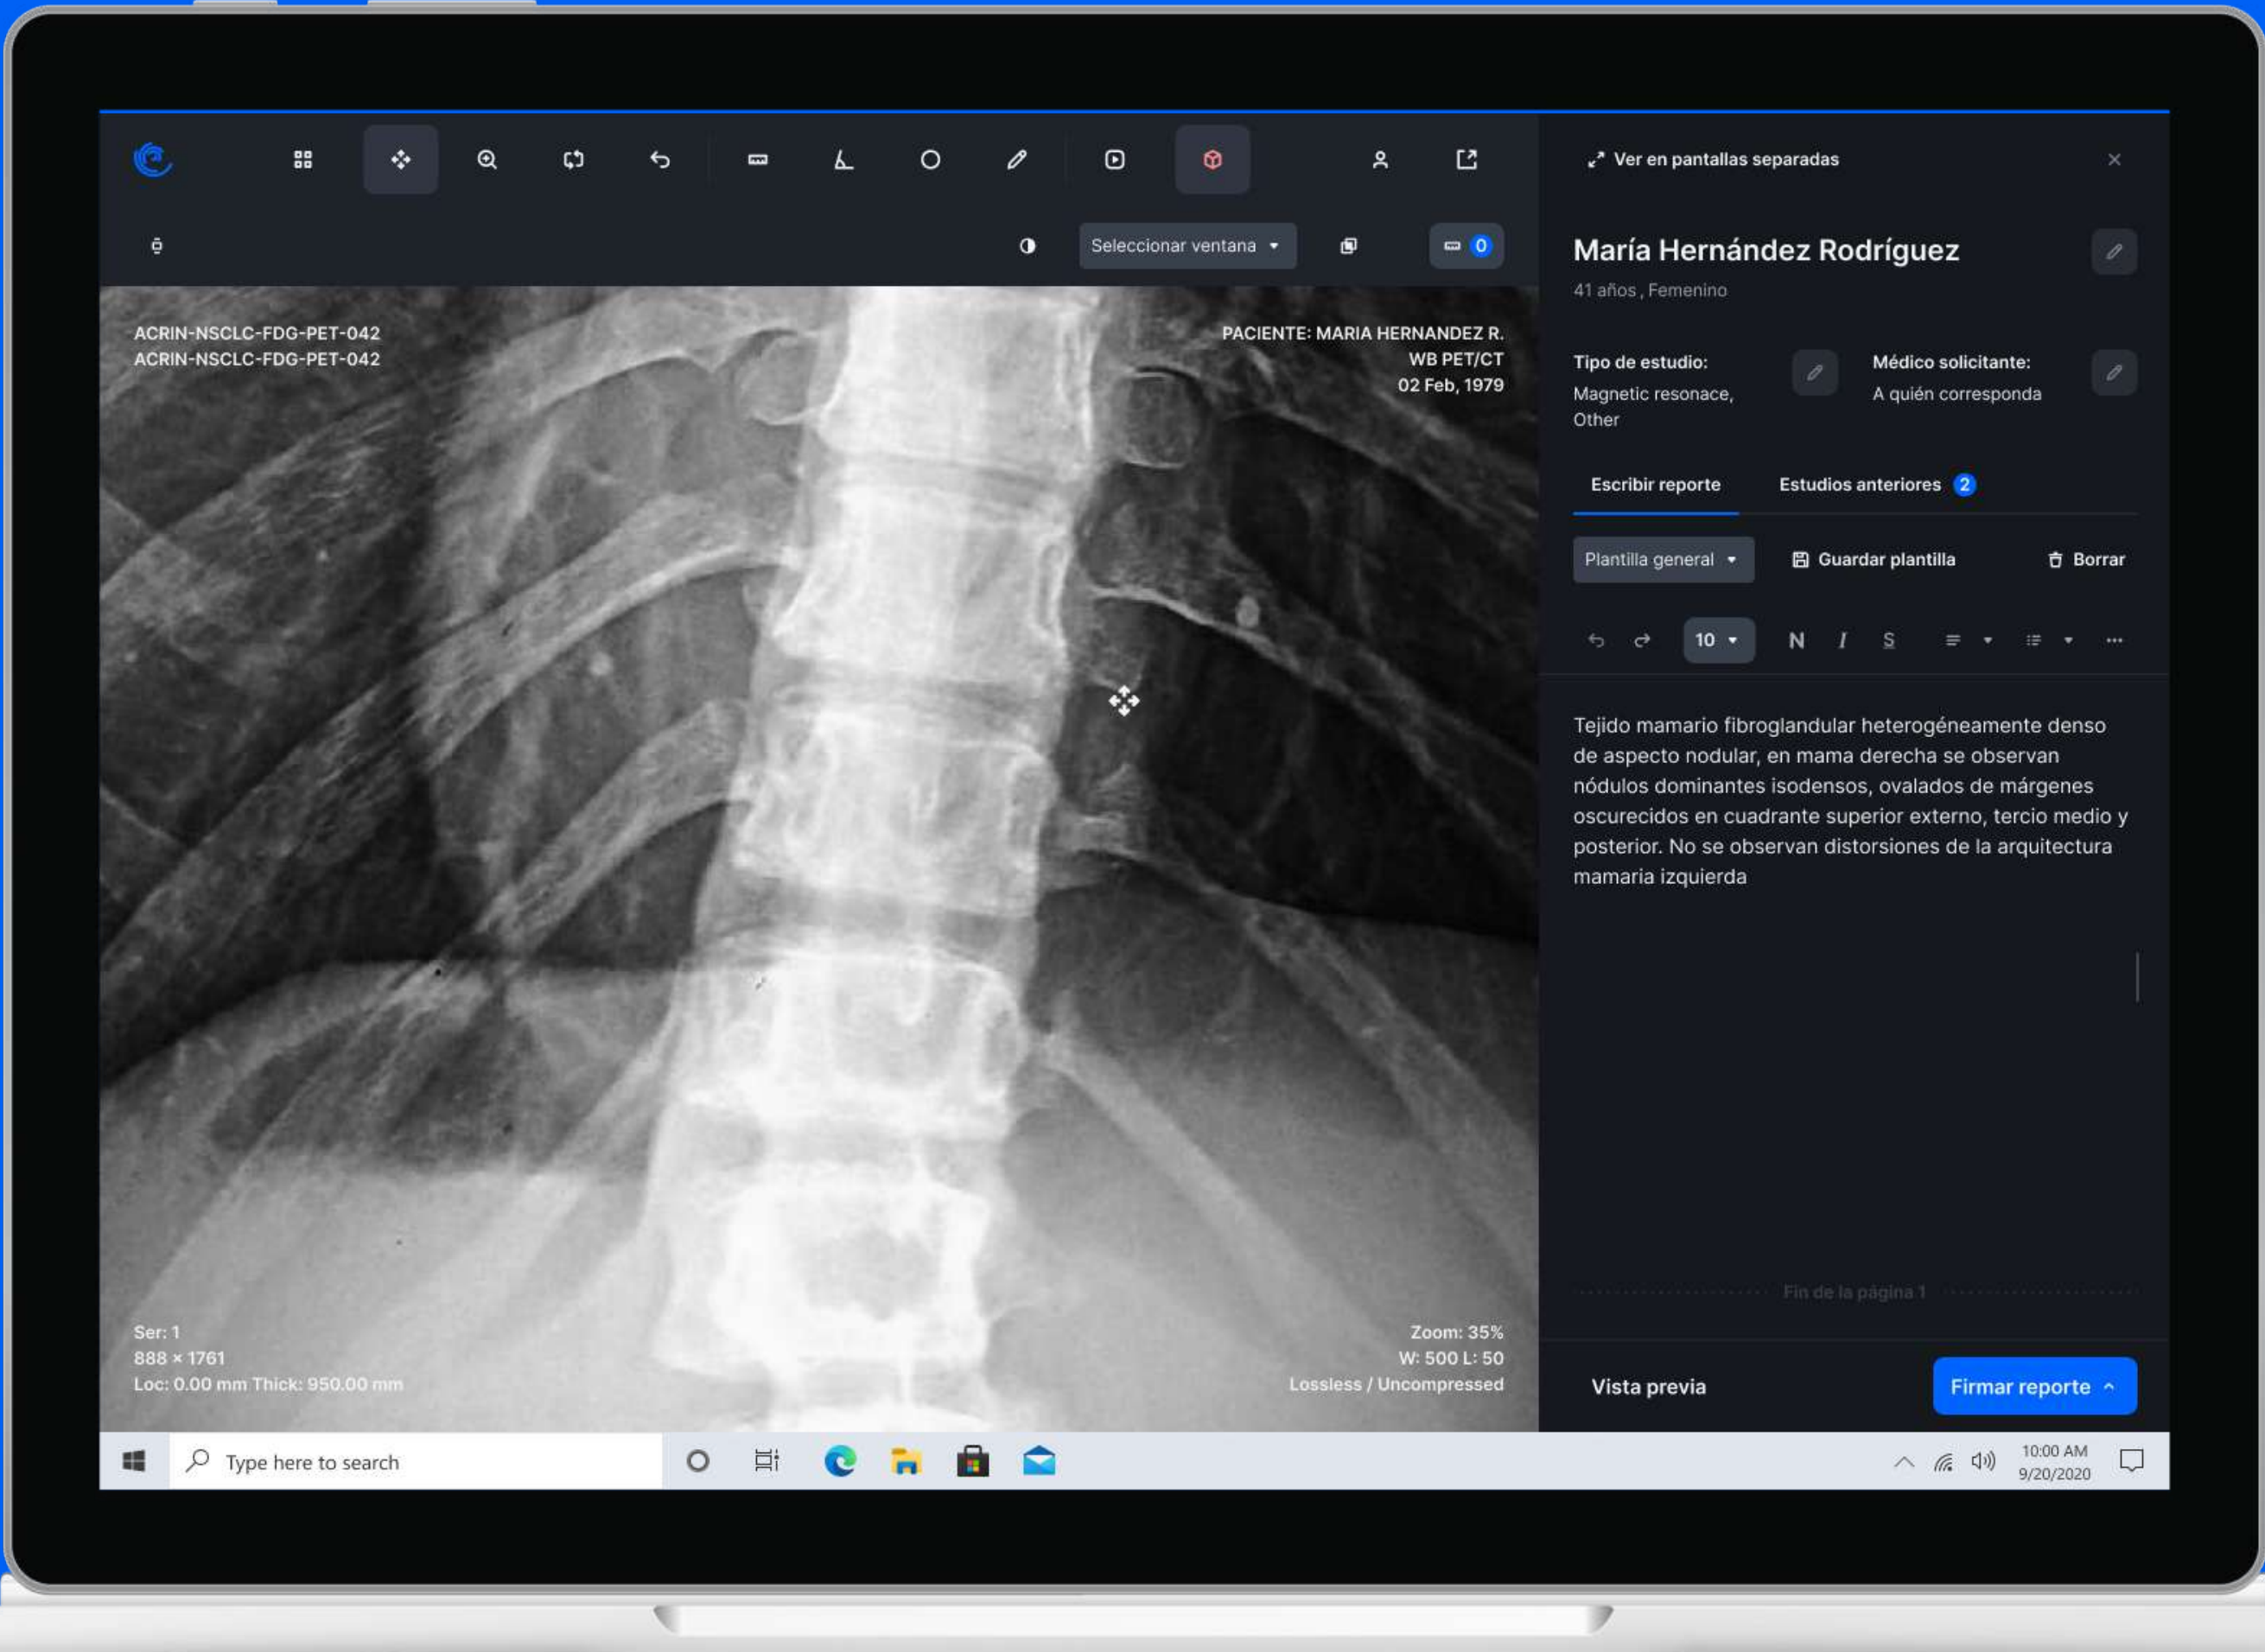 Seleccionar ventana
0
ACRIN-NSCLC-FDG-PET-042
ACRIN-NSCLC-FDG-PET-042
PACIENTE: MARIA HERNANDEZ R.
WB PET/CT
02 Feb, 1979
Ser: 1
888 × 1761
Loc: 0.00 mm Thick: 950.00 mm
Zoom: 35%
W: 500 L: 50
Lossless / Uncompressed
Ver en pantallas separadas
María Hernández Rodríguez
41 años , Femenino
Tipo de estudio:
Magnetic resonace,
Other
Médico solicitante:
A quién corresponda
Escribir reporte
Estudios anteriores 2
Plantilla general
Guardar plantilla
Borrar
10 N I S
Tejido mamario fibroglandular heterogéneamente denso
de aspecto nodular, en mama derecha se observan
nódulos dominantes isodensos, ovalados de márgenes
oscurecidos en cuadrante superior externo, tercio medio y
posterior. No se observan distorsiones de la arquitectura
mamaria izquierda
Fin de la página 1
Vista previa
Firmar reporte
Type here to search
10:00 AM
9/20/2020